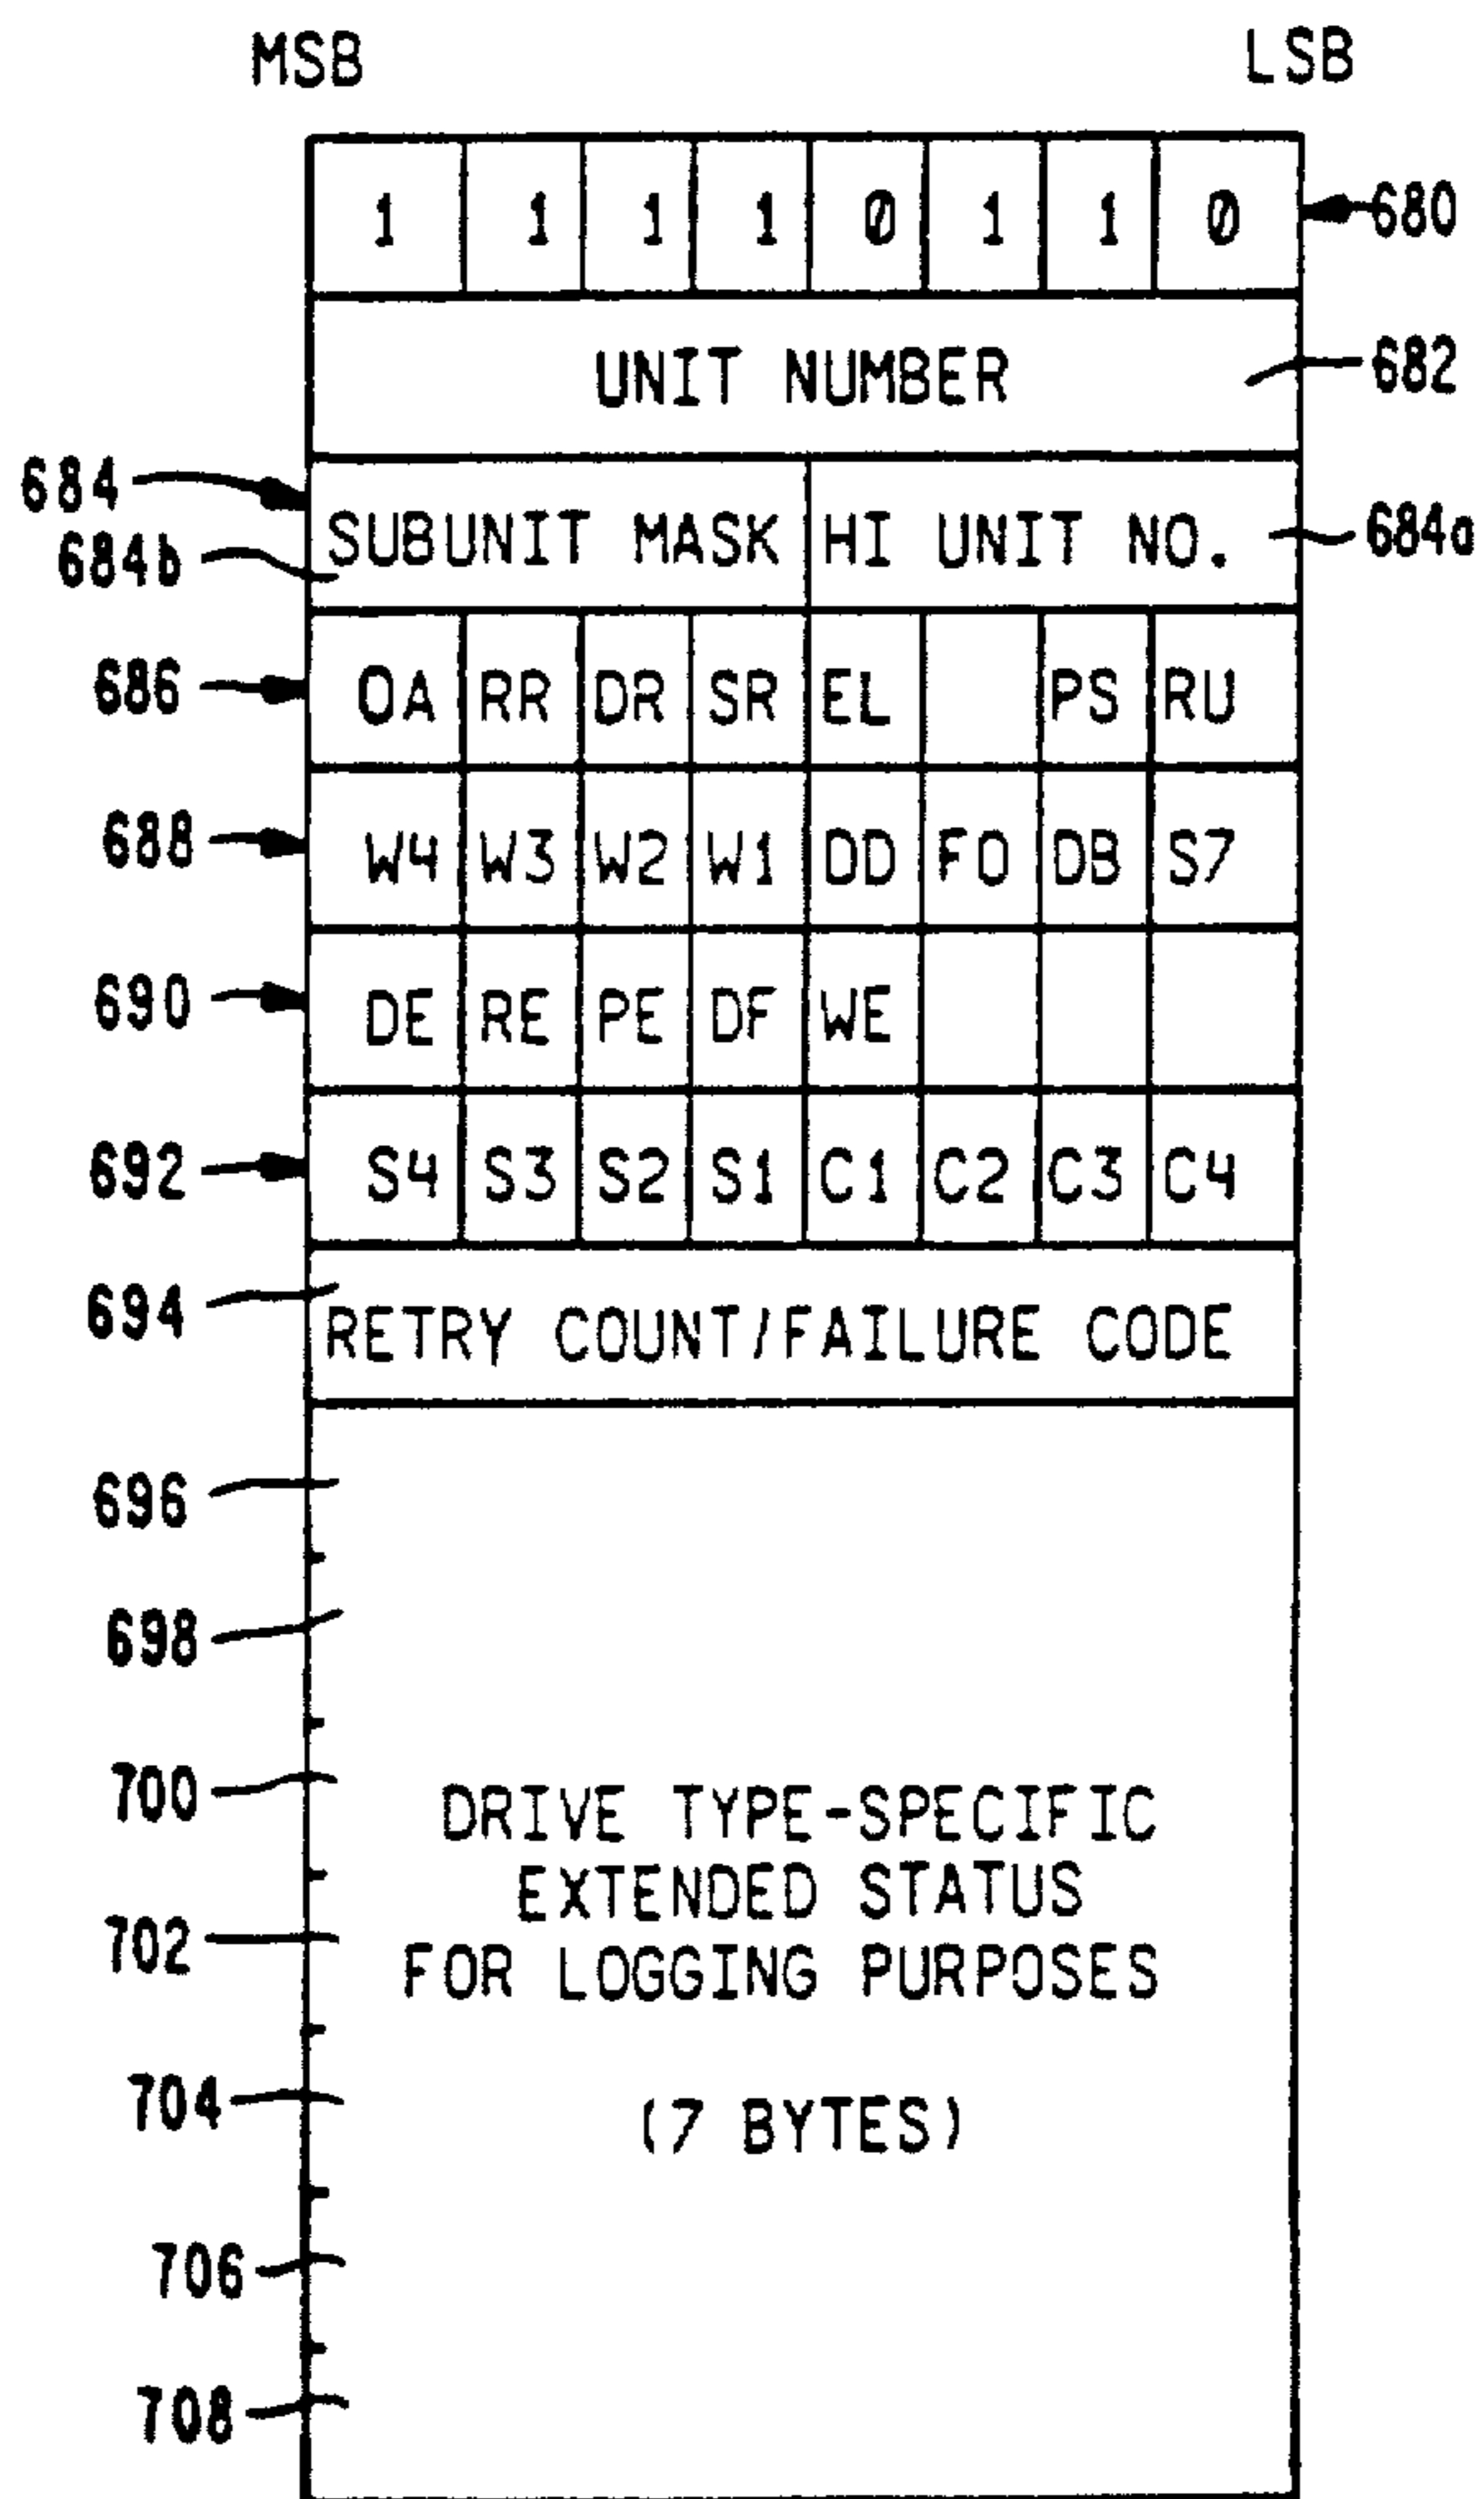 MSB LSB
1 1 1 1 0 1 1 0 680
UNIT NUMBER 682
684
SUBUNIT MASK HI UNIT NO. 684a
684b
686 OA RR DR SR EL PS RU
688 W4 W3 W2 W1 DD FO DB S7
690 DE RE PE DF WE
692 S4 S3 S2 S1 C1 C2 C3 C4
694
RETRY COUNT/FAILURE CODE
696
698
700
DRIVE TYPE-SPECIFIC
EXTENDED STATUS
702
FOR LOGGING PURPOSES
704
(7 BYTES)
706
708